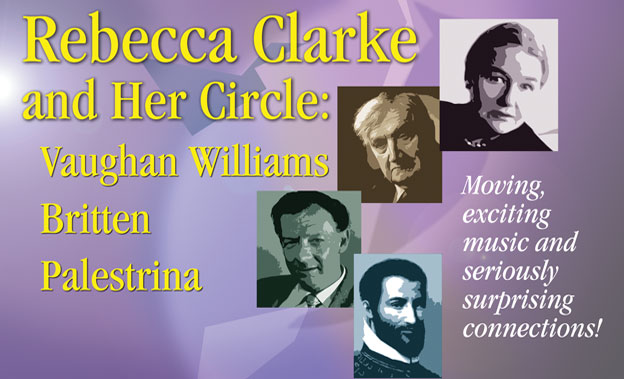 Rebecca Clarke
and Her Circle:
Vaughan Williams
Britten
Palestrina
Moving,
exciting
music and
seriously
surprising
connections!